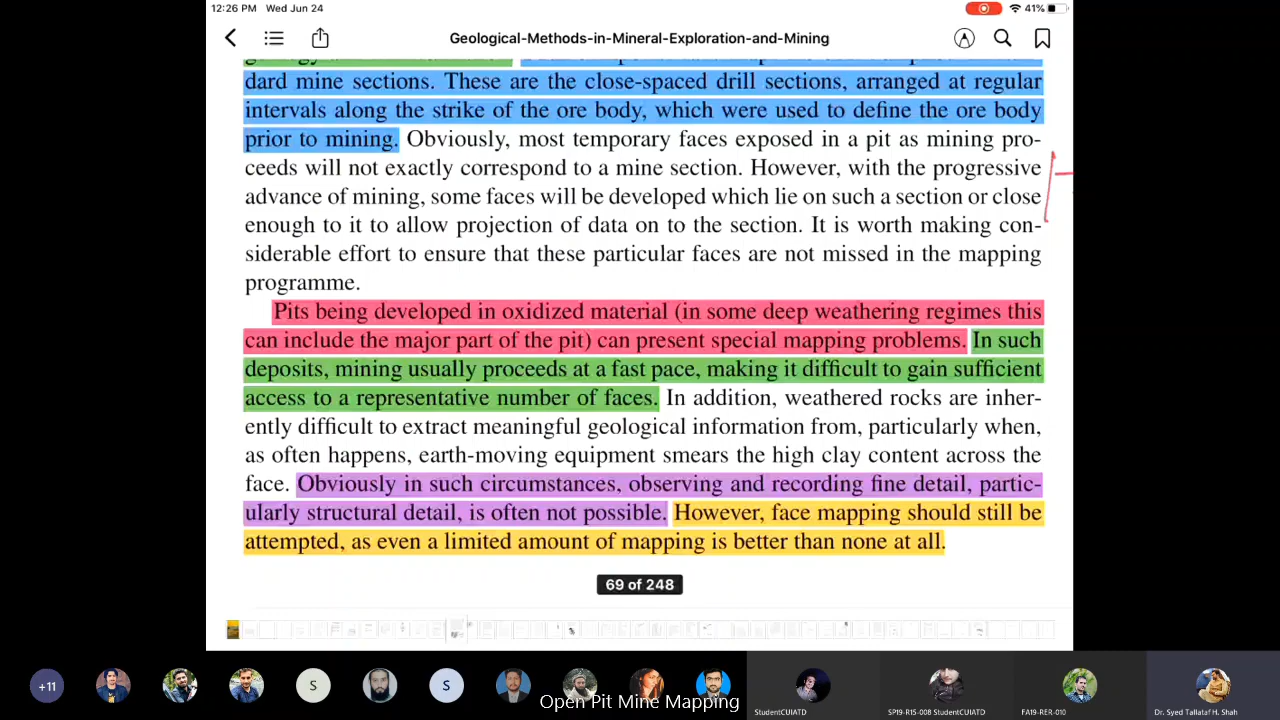 12:26 PM Wed Jun 24
41%
Geological-Methods-in-Mineral-Exploration-and-Mining
dard mine sections. These are the close-spaced drill sections, arranged at regular
intervals along the strike of the ore body, which were used to define the ore body
prior to mining. Obviously, most temporary faces exposed in a pit as mining pro-
ceeds will not exactly correspond to a mine section. However, with the progressive
advance of mining, some faces will be developed which lie on such a section or close
enough to it to allow projection of data on to the section. It is worth making con-
siderable effort to ensure that these particular faces are not missed in the mapping
programme.
Pits being developed in oxidized material (in some deep weathering regimes this
can include the major part of the pit) can present special mapping problems. In such
deposits, mining usually proceeds at a fast pace, making it difficult to gain sufficient
access to a representative number of faces. In addition, weathered rocks are inher-
ently difficult to extract meaningful geological information from, particularly when,
as often happens, earth-moving equipment smears the high clay content across the
face. Obviously in such circumstances, observing and recording fine detail, partic-
ularly structural detail, is often not possible. However, face mapping should still be
attempted, as even a limited amount of mapping is better than none at all.
69 of 248
+11
S
S
Open Pit Mine Mapping
StudentCUIATD
SP19-R15-008 StudentCUIATD
FA19-RER-010
Dr. Syed Tallataf H. Shah